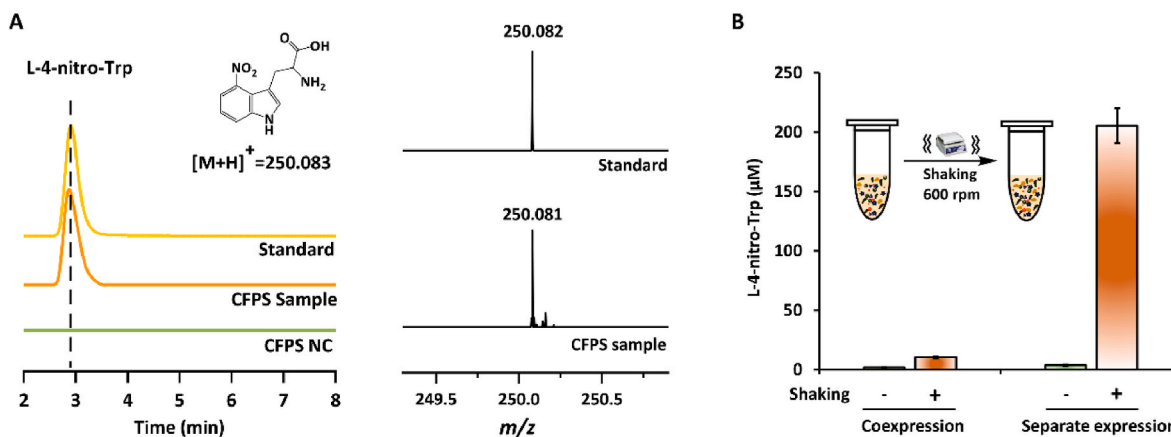 A
L-4-nitro-Trp
O
OH
NO₂
NH₂
N
H
[M+H]⁺=250.083
Standard
CFPS Sample
CFPS NC
2 3 4 5 6 7 8
Time (min)
250.082
Standard
250.081
CFPS sample
249.5 250.0 250.5
m/z
B
L-4-nitro-Trp (µM)
250
200
150
100
50
0
Shaking
600 rpm
Shaking - + - +
Coexpression Separate expression